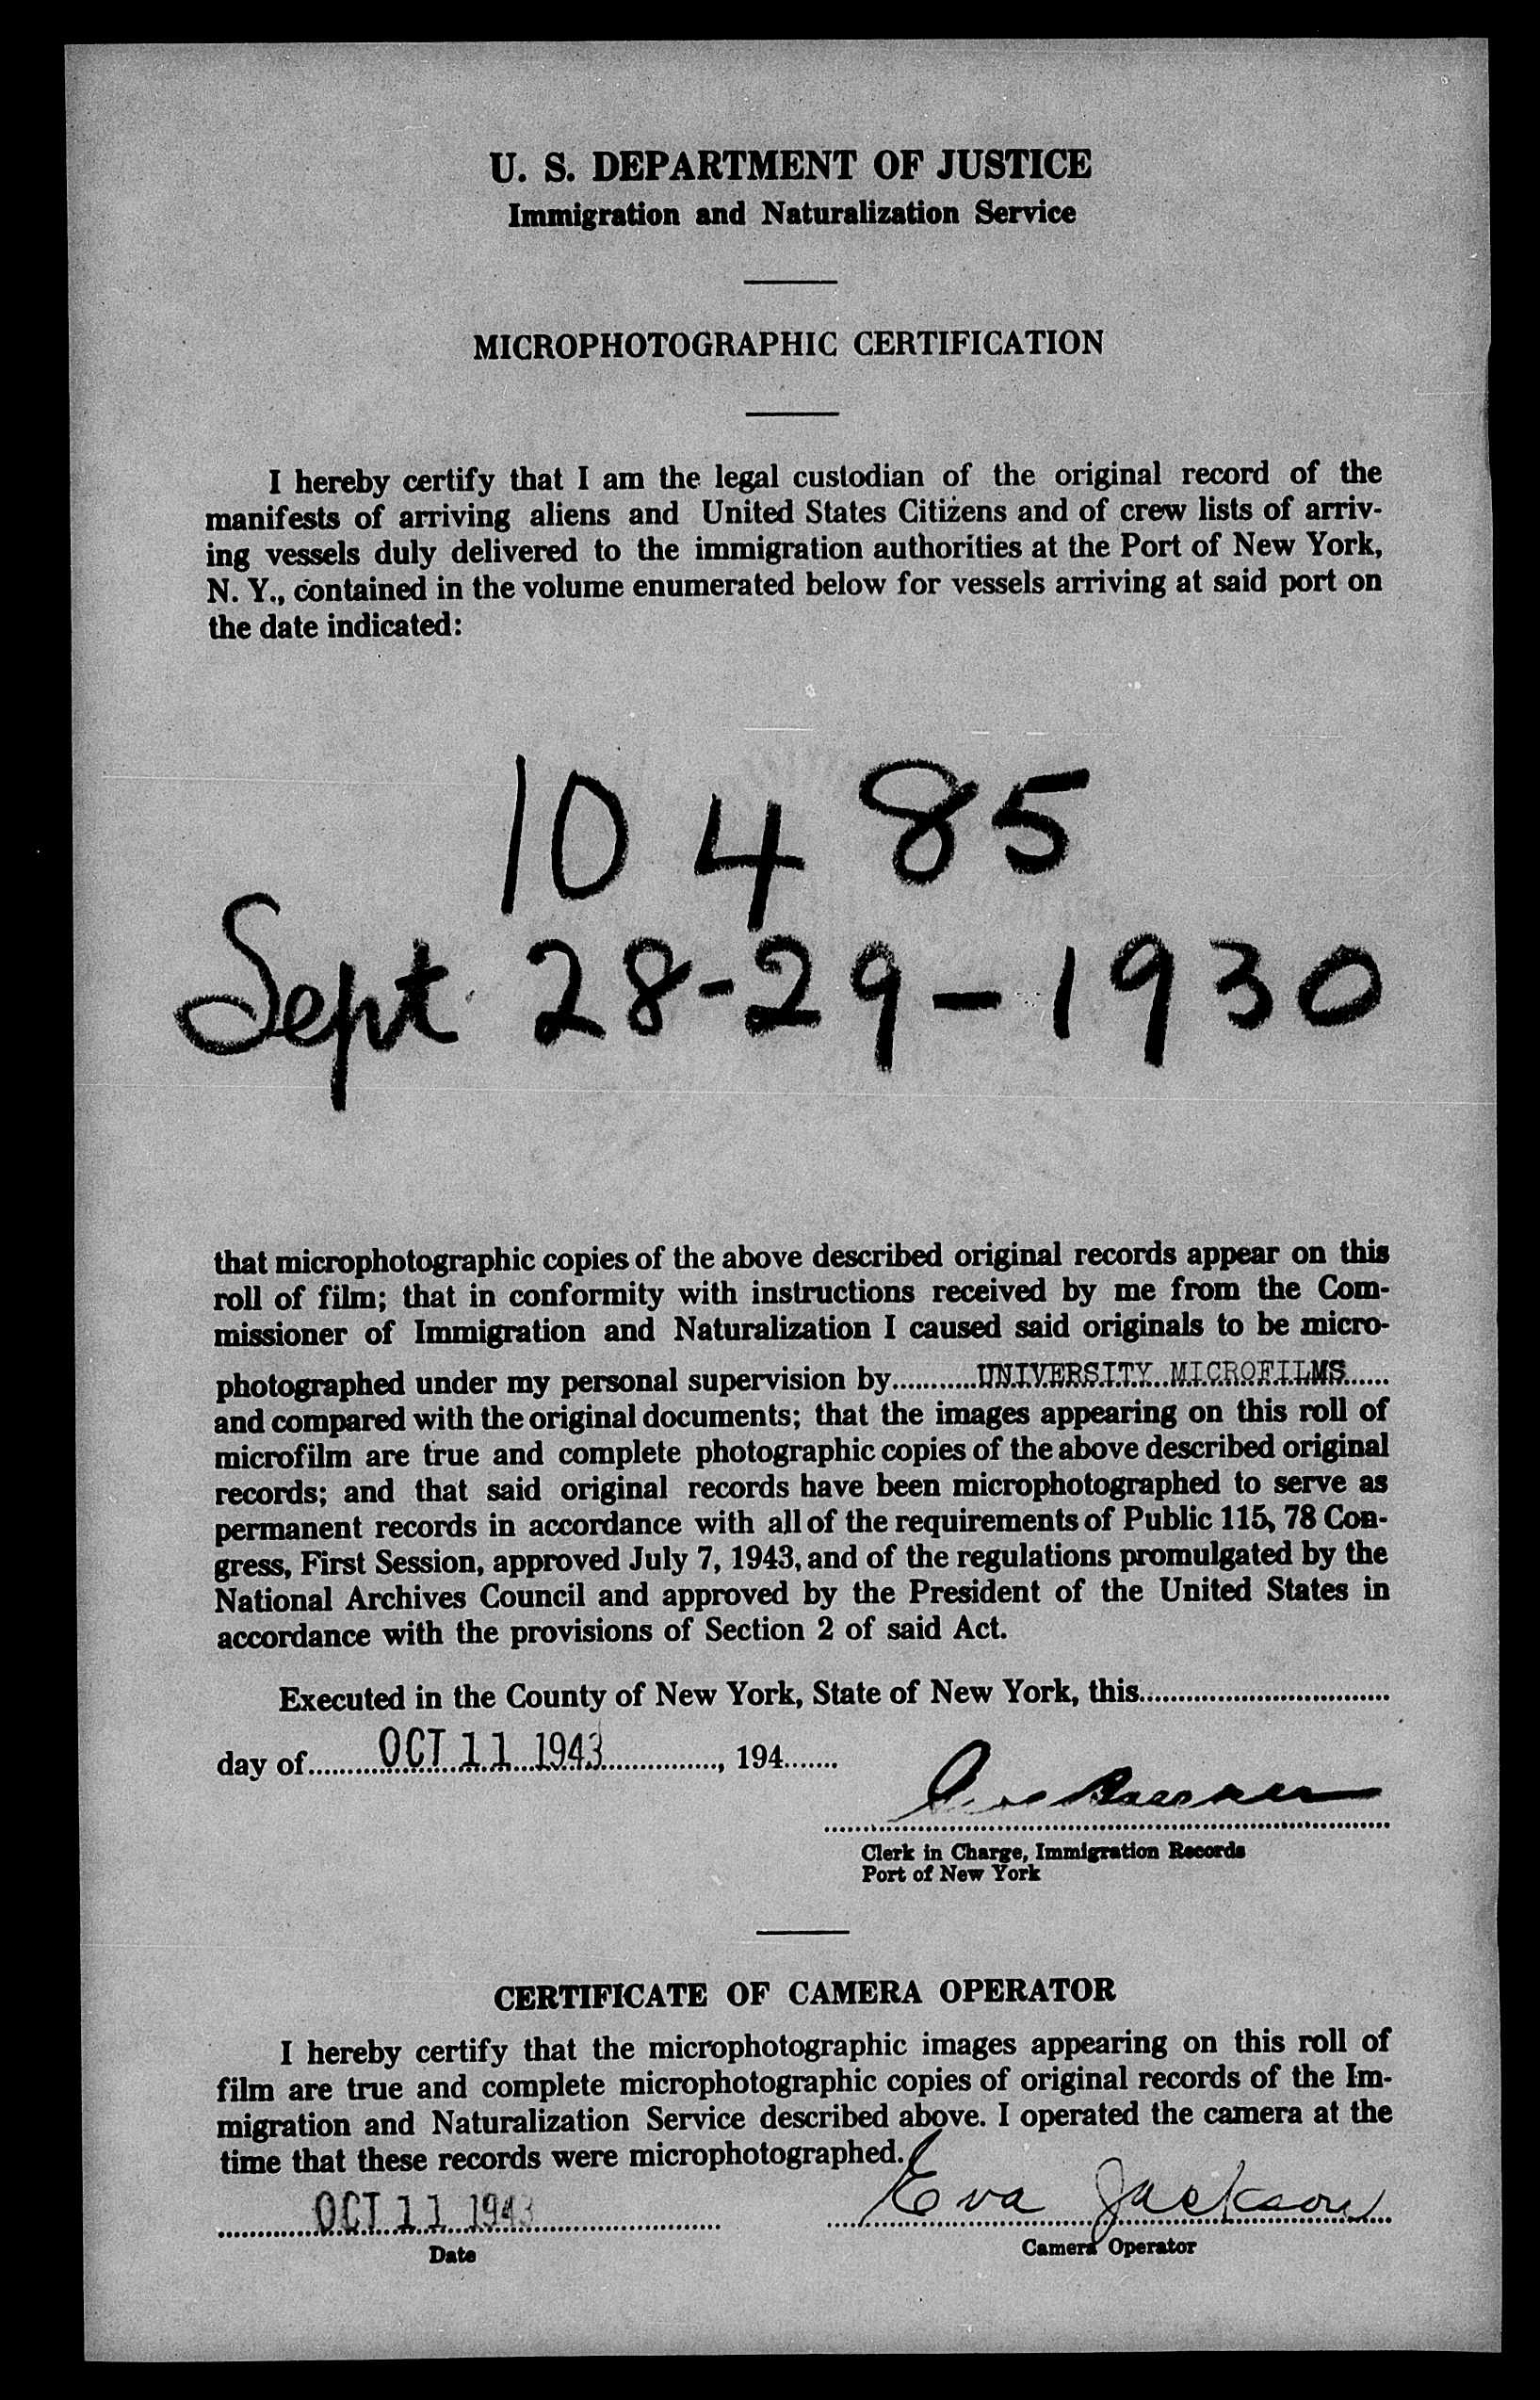 U. S. DEPARTMENT OF JUSTICE
Immigration and Naturalization Service
MICROPHOTOGRAPHIC CERTIFICATION
I hereby certify that I am the legal custodian of the original record of the
manifests of arriving aliens and United States Citizens and of crew lists of arriv-
ing vessels duly delivered to the immigration authorities at the Port of New York,
N. Y., contained in the volume enumerated below for vessels arriving at said port on
the date indicated:
10485
Sept 28-29-1930
that microphotographic copies of the above described original records appear on this
roll of film; that in conformity with instructions received by me from the Com-
missioner of Immigration and Naturalization I caused said originals to be micro-
photographed under my personal supervision by...........UNIVERSITY MICROFILMS......
and compared with the original documents; that the images appearing on this roll of
microfilm are true and complete photographic copies of the above described original
records; and that said original records have been microphotographed to serve as
permanent records in accordance with all of the requirements of Public 115, 78 Con-
gress, First Session, approved July 7, 1943, and of the regulations promulgated by the
National Archives Council and approved by the President of the United States in
accordance with the provisions of Section 2 of said Act.
Executed in the County of New York, State of New York, this................................
day of.........OCT 11 1943..............., 194.......
Clerk in Charge, Immigration Records
Port of New York
CERTIFICATE OF CAMERA OPERATOR
I hereby certify that the microphotographic images appearing on this roll of
film are true and complete microphotographic copies of original records of the Im-
migration and Naturalization Service described above. I operated the camera at the
time that these records were microphotographed.
OCT 11 1943
Eva Jackson
Date
Camera Operator